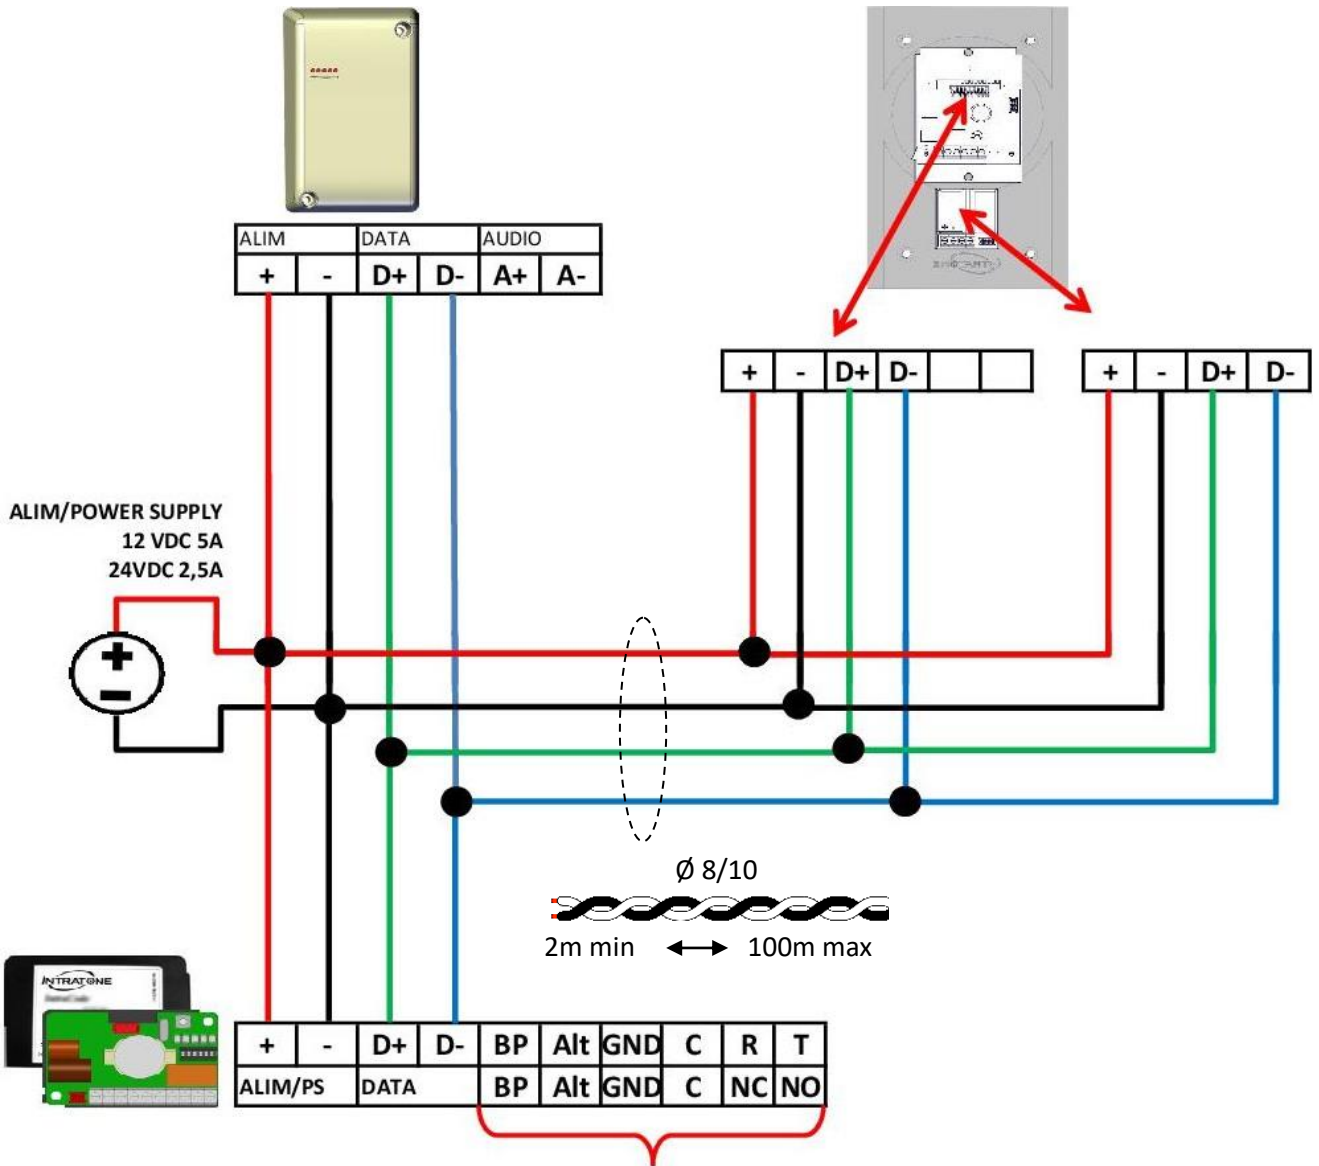 ALIM DATA AUDIO
+ - D+ D- A+ A-
+ - D+ D-
+ - D+ D-
ALIM/POWER SUPPLY
12 VDC 5A
24VDC 2,5A
+
-
Ø 8/10
2m min 100m max
INTRATONE
+ - D+ D- BP Alt GND C R T
ALIM/PS DATA BP Alt GND C NC NO